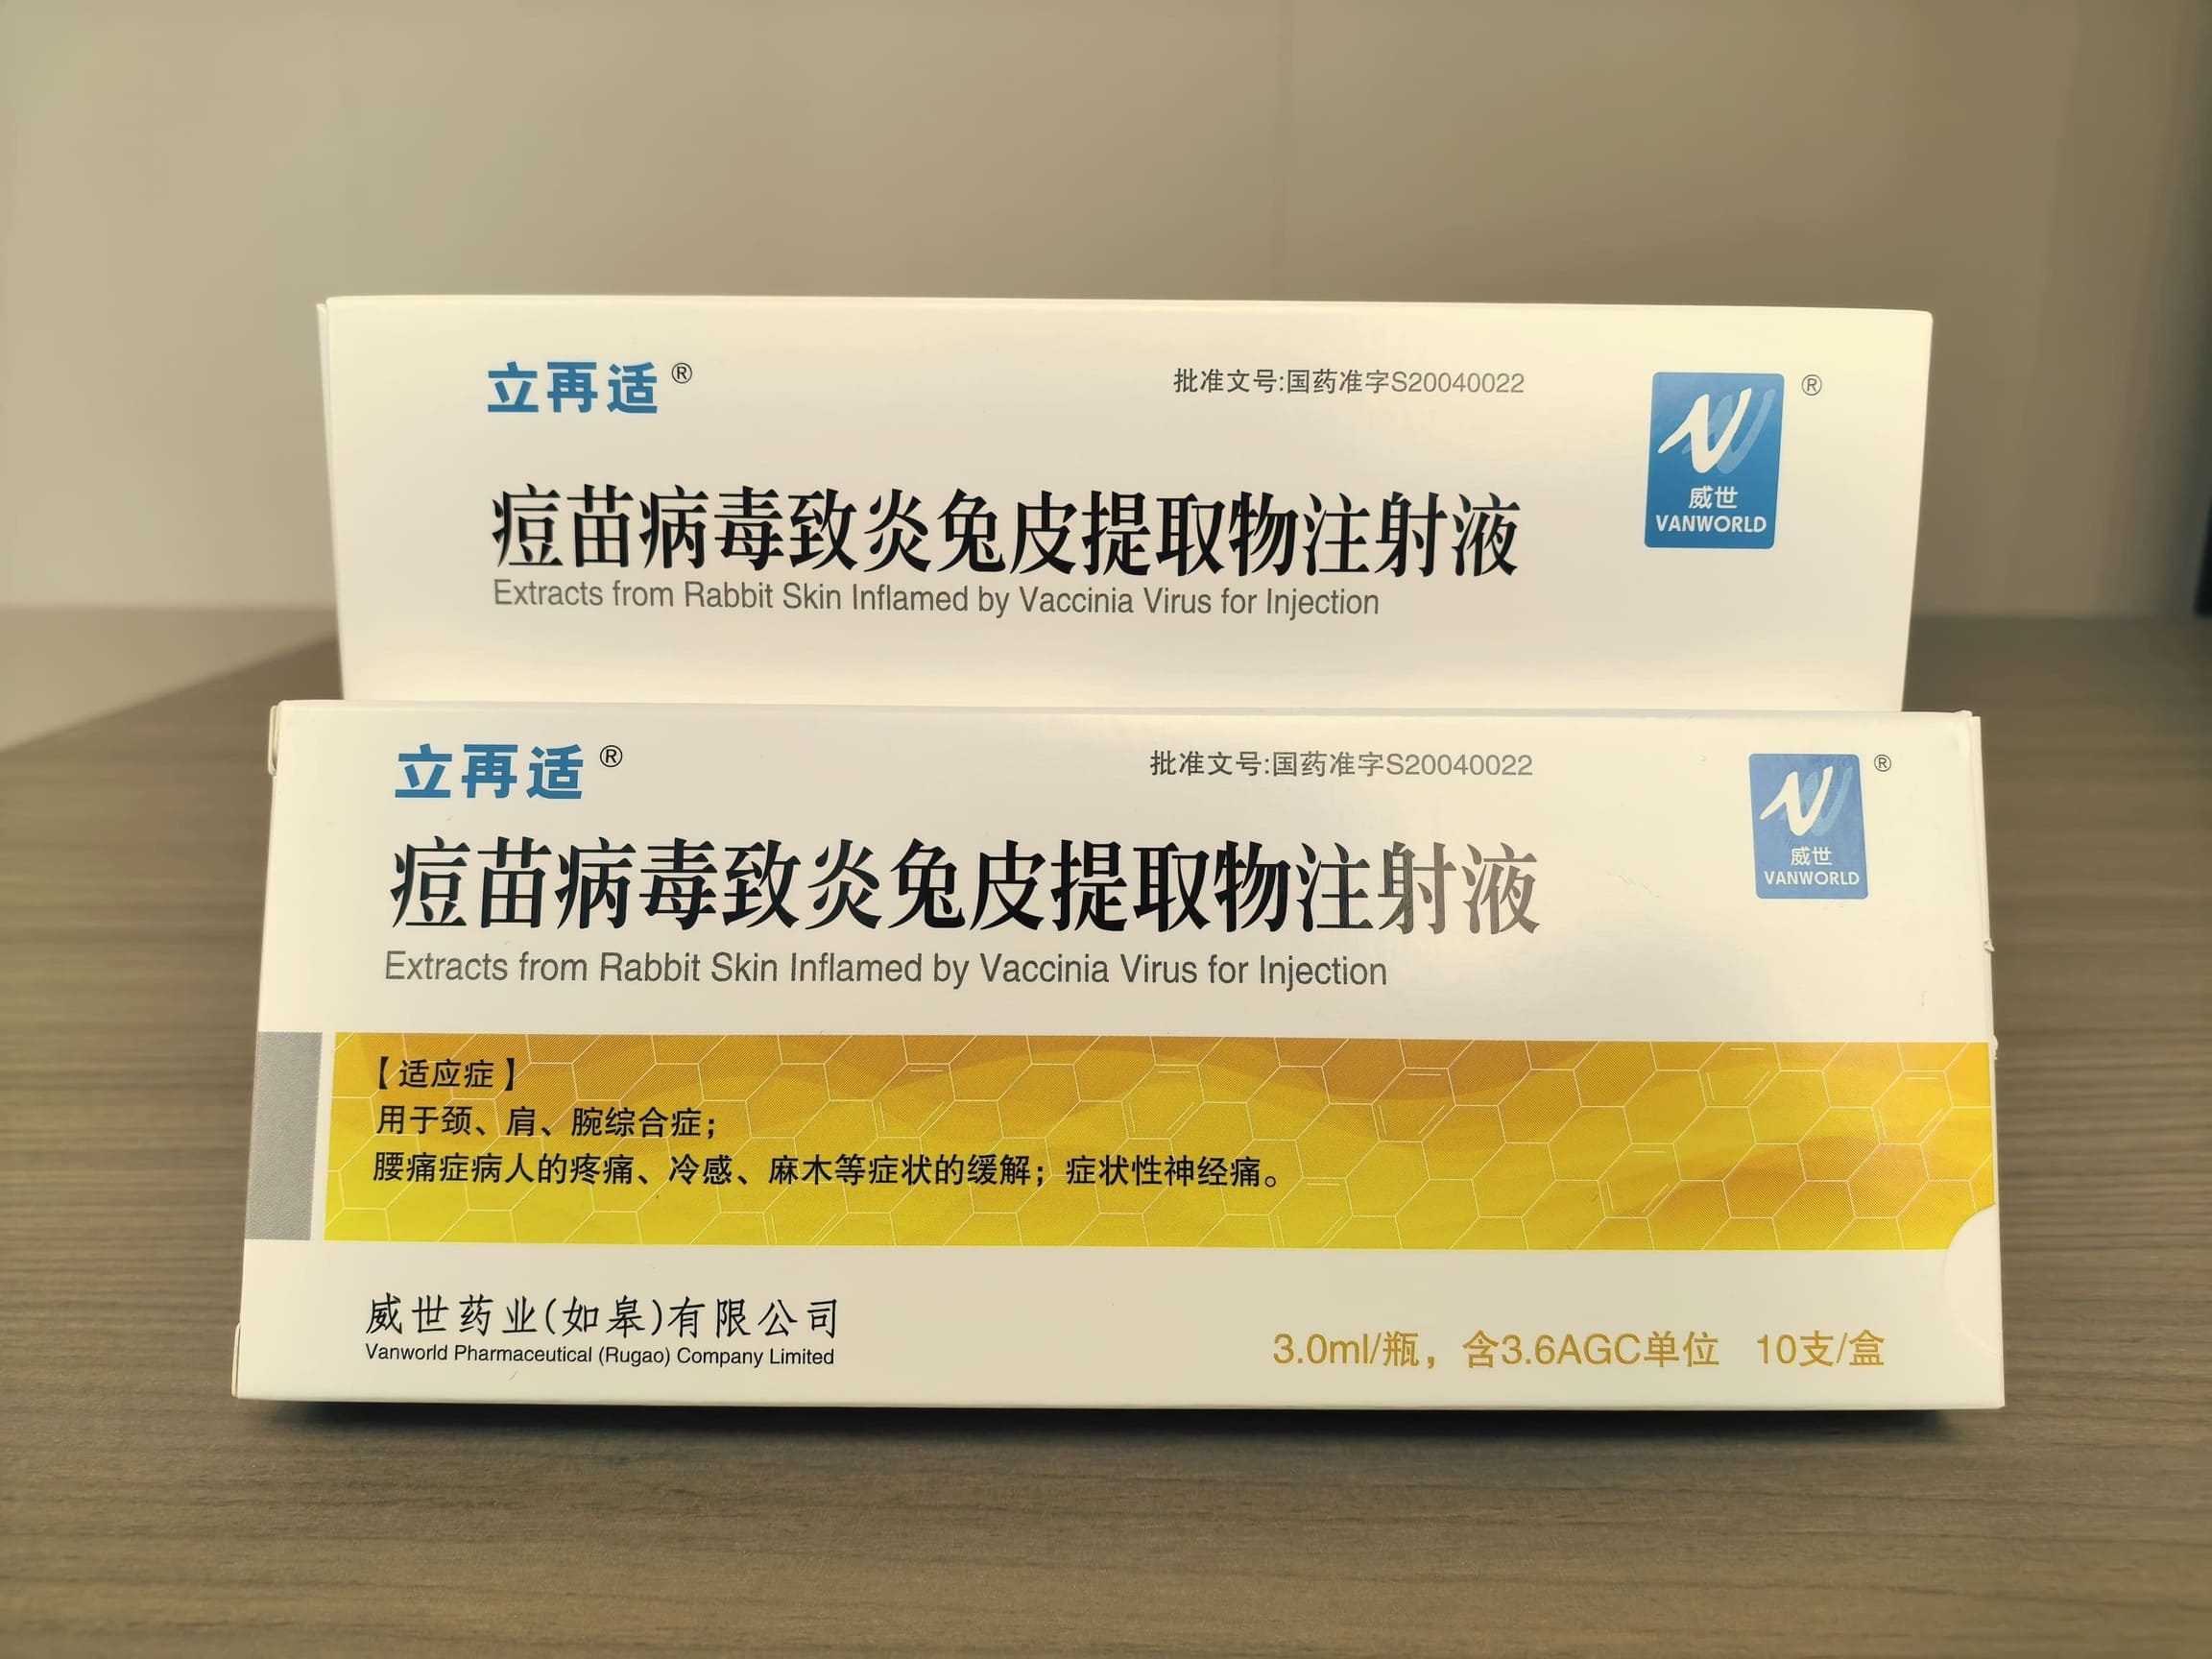 立再适®
批准文号:国药准字S20040022
®
威世
VANWORLD
痘苗病毒致炎兔皮提取物注射液
Extracts from Rabbit Skin Inflamed by Vaccinia Virus for Injection
立再适®
批准文号:国药准字S20040022
®
威世
VANWORLD
痘苗病毒致炎兔皮提取物注射液
Extracts from Rabbit Skin Inflamed by Vaccinia Virus for Injection
【适应症】
用于颈、肩、腕综合症；
腰痛症病人的疼痛、冷感、麻木等症状的缓解；症状性神经痛。
威世药业(如皋)有限公司
Vanworld Pharmaceutical (Rugao) Company Limited
3.0ml/瓶，含3.6AGC单位 10支/盒